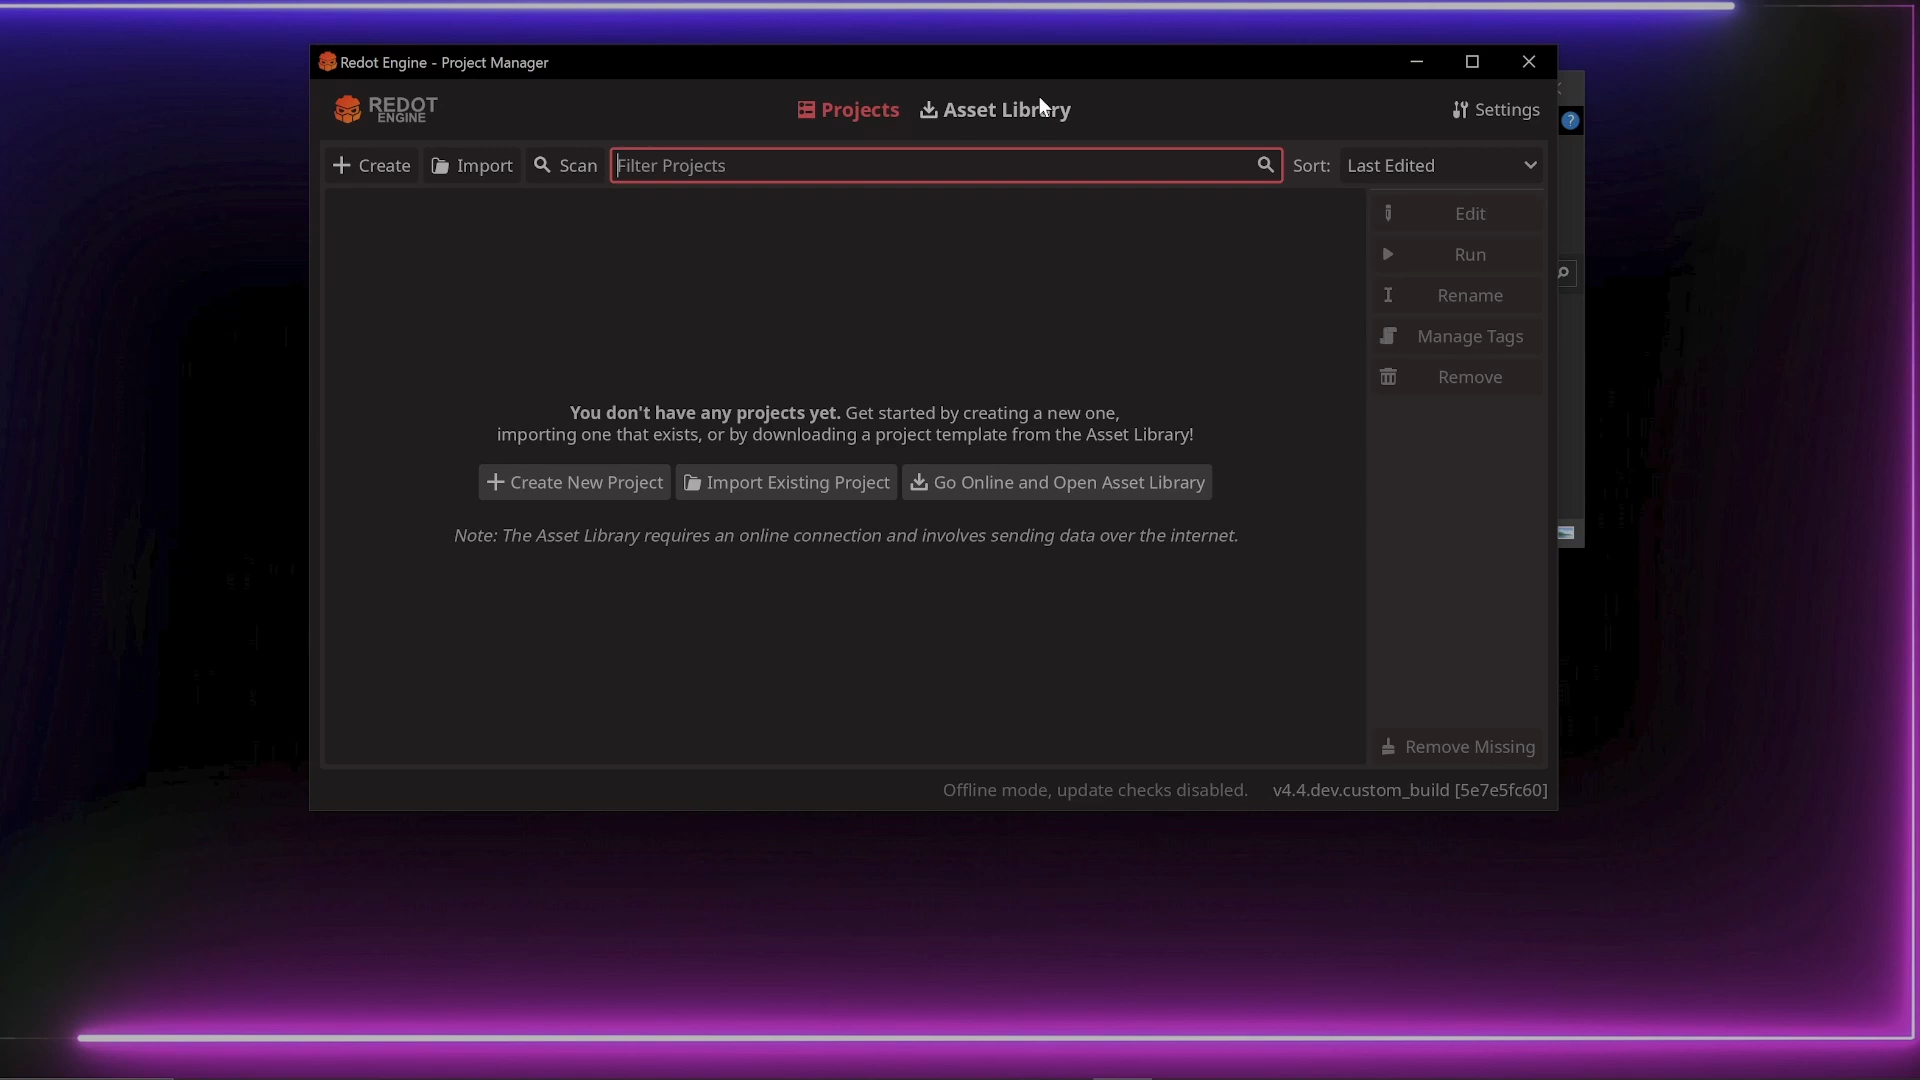 Redot Engine - Project Manager
REDOT
ENGINE
Projects
Asset Library
Settings
Create
Import
Scan
Filter Projects
Sort:
Last Edited
Edit
Run
Rename
Manage Tags
Remove
You don't have any projects yet. Get started by creating a new one,
importing one that exists, or by downloading a project template from the Asset Library!
Create New Project
Import Existing Project
Go Online and Open Asset Library
Note: The Asset Library requires an online connection and involves sending data over the internet.
Remove Missing
Offline mode, update checks disabled.
v4.4.dev.custom_build [5e7e5fc60]